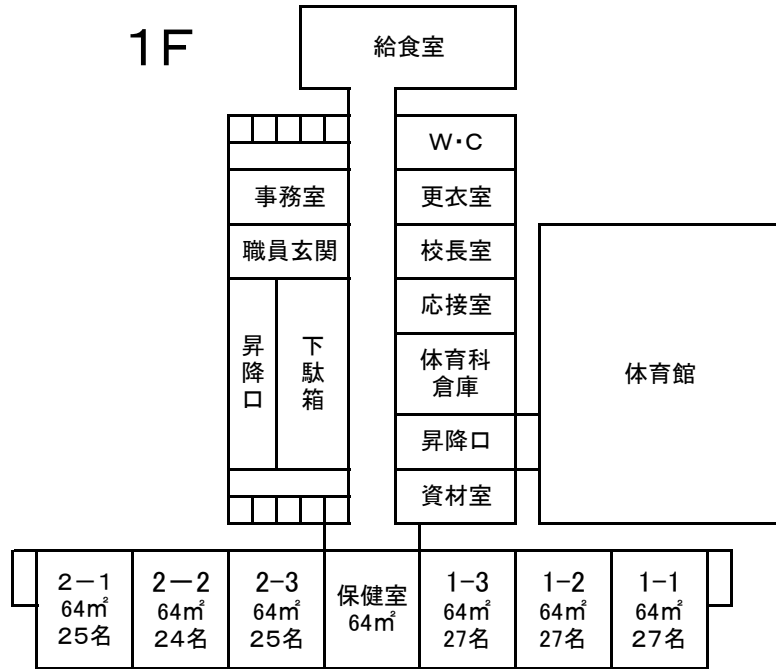 1F
給食室
W・C
事務室
更衣室
職員玄関
校長室
応接室
昇降口
下駄箱
体育科
倉庫
体育館
昇降口
資材室
2－1
64㎡
25名
2－2
64㎡
24名
2-3
64㎡
25名
保健室
64㎡
1-3
64㎡
27名
1-2
64㎡
27名
1-1
64㎡
27名